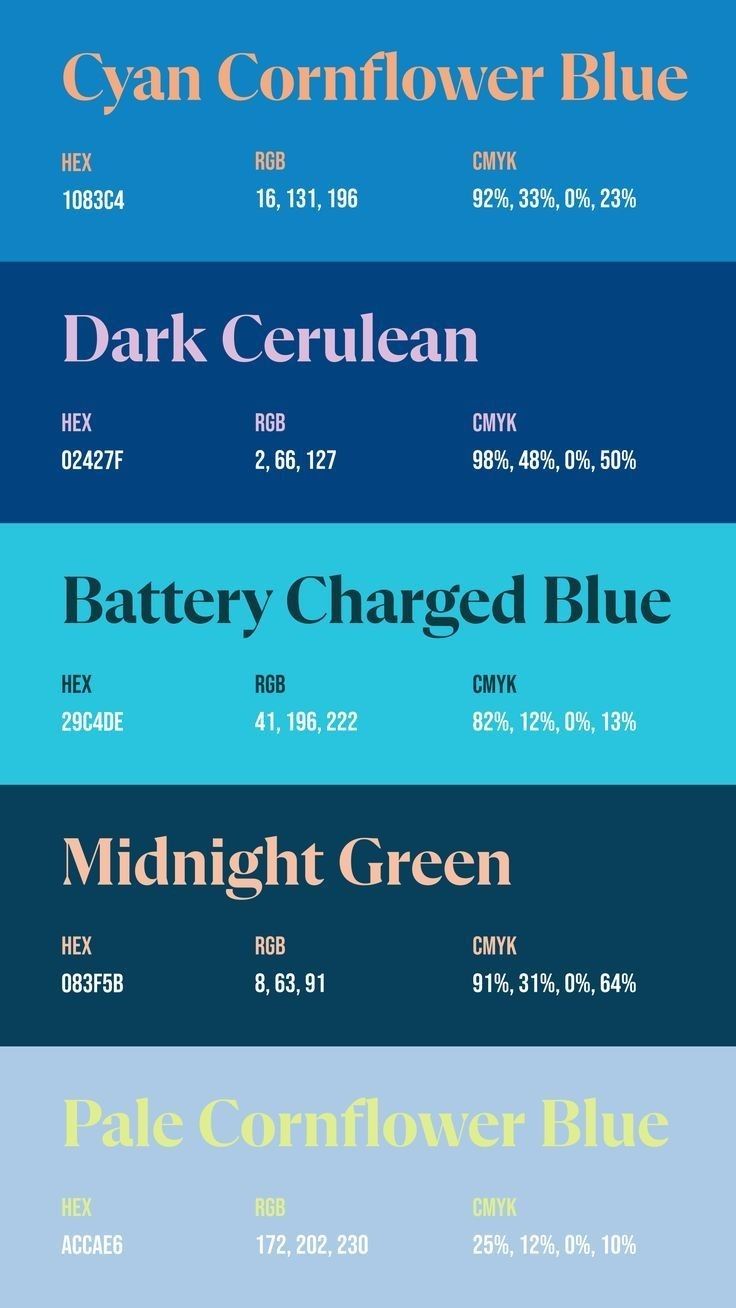 Cyan Cornflower Blue
HEX RGB CMYK
1083C4 16, 131, 196 92%, 33%, 0%, 23%
Dark Cerulean
HEX RGB CMYK
02427F 2, 66, 127 98%, 48%, 0%, 50%
Battery Charged Blue
HEX RGB CMYK
29C4DE 41, 196, 222 82%, 12%, 0%, 13%
Midnight Green
HEX RGB CMYK
083F5B 8, 63, 91 91%, 31%, 0%, 64%
Pale Cornflower Blue
HEX RGB CMYK
ACCAE6 172, 202, 230 25%, 12%, 0%, 10%